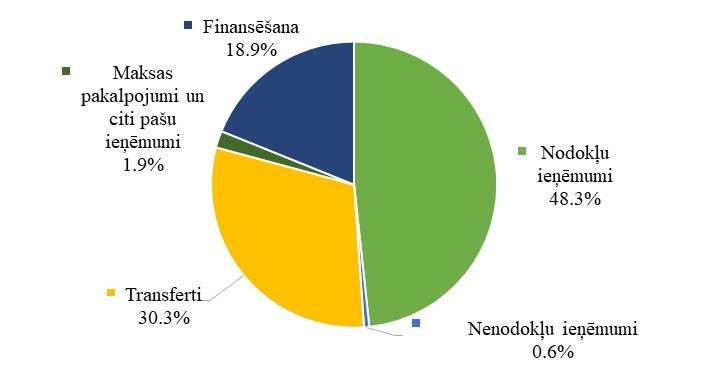 Finansēšana
18.9%
Maksas
pakalpojumi un
citi pašu
ieņēmumi
1.9%
Nodokļu
ieņēmumi
48.3%
Transferti
30.3%
Nenodokļu ieņēmumi
0.6%